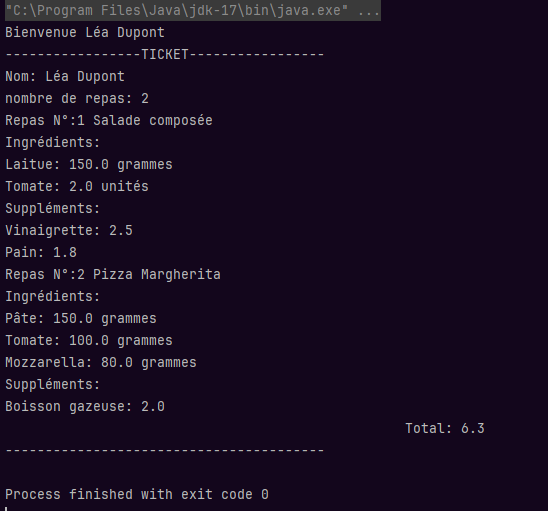 "C:\Program Files\Java\jdk-17\bin\java.exe" ...
Bienvenue Léa Dupont
-----------------TICKET-----------------
Nom: Léa Dupont
nombre de repas: 2
Repas N°:1 Salade composée
Ingrédients:
Laitue: 150.0 grammes
Tomate: 2.0 unités
Suppléments:
Vinaigrette: 2.5
Pain: 1.8
Repas N°:2 Pizza Margherita
Ingrédients:
Pâte: 150.0 grammes
Tomate: 100.0 grammes
Mozzarella: 80.0 grammes
Suppléments:
Boisson gazeuse: 2.0
Total: 6.3
----------------------------------------
Process finished with exit code 0